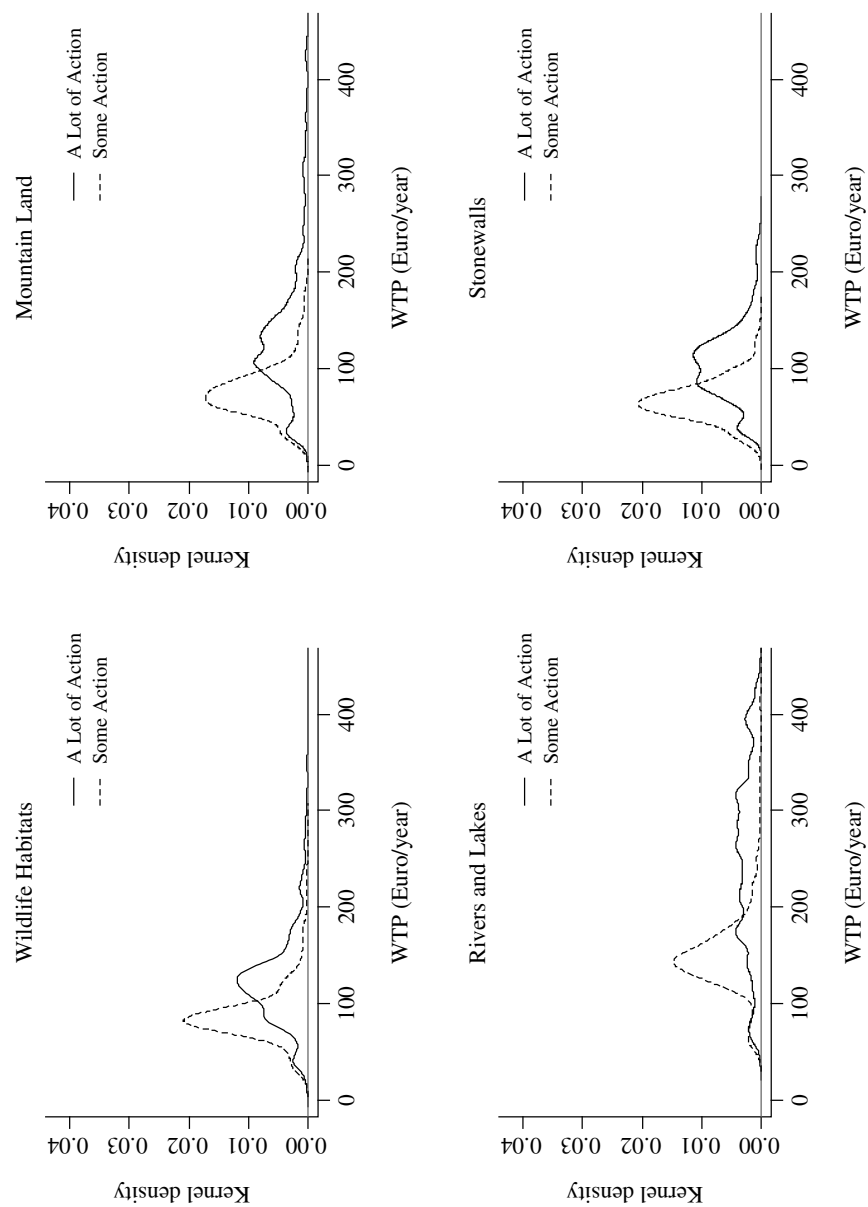 Wildlife Habitats
A Lot of Action
Some Action
Kernel density
0.04
0.03
0.02
0.01
0.00
0 100 200 300 400
WTP (Euro/year)
Mountain Land
A Lot of Action
Some Action
Kernel density
0.04
0.03
0.02
0.01
0.00
0 100 200 300 400
WTP (Euro/year)
Rivers and Lakes
A Lot of Action
Some Action
Kernel density
0.04
0.03
0.02
0.01
0.00
0 100 200 300 400
WTP (Euro/year)
Stonewalls
A Lot of Action
Some Action
Kernel density
0.04
0.03
0.02
0.01
0.00
0 100 200 300 400
WTP (Euro/year)